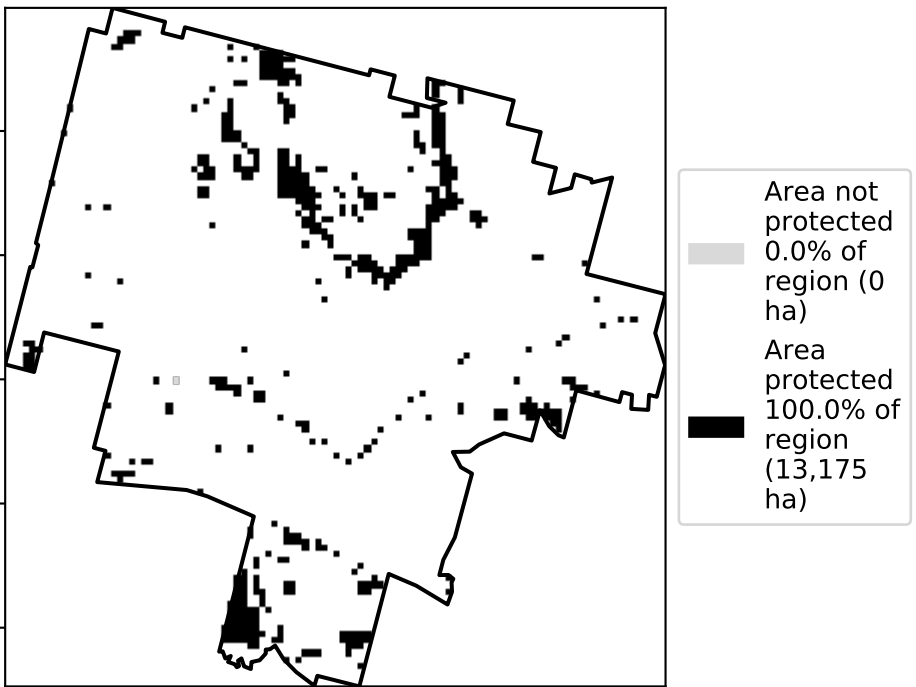 Area not
protected
0.0% of
region (0
ha)
Area
protected
100.0% of
region
(13,175
ha)